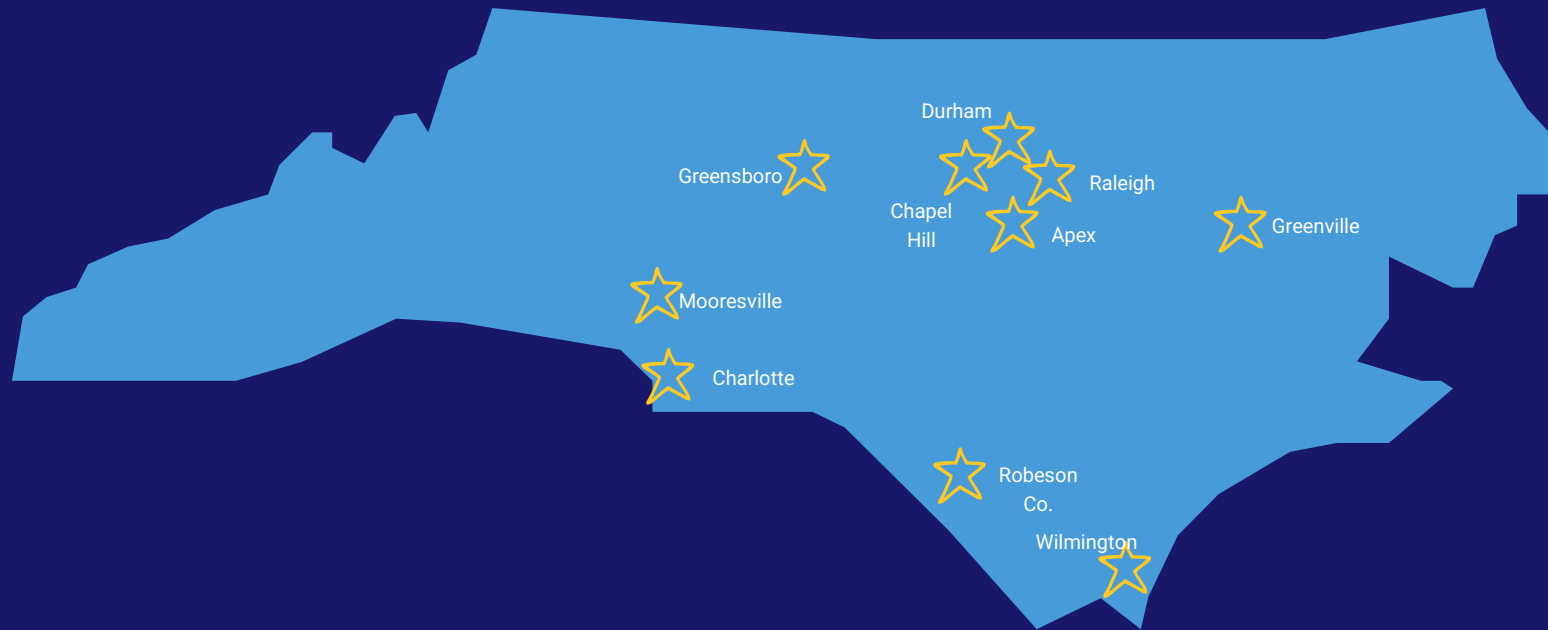 Durham
Greensboro
Raleigh
Chapel
Hill
Apex
Greenville
Mooresville
Charlotte
Robeson
Co.
Wilmington